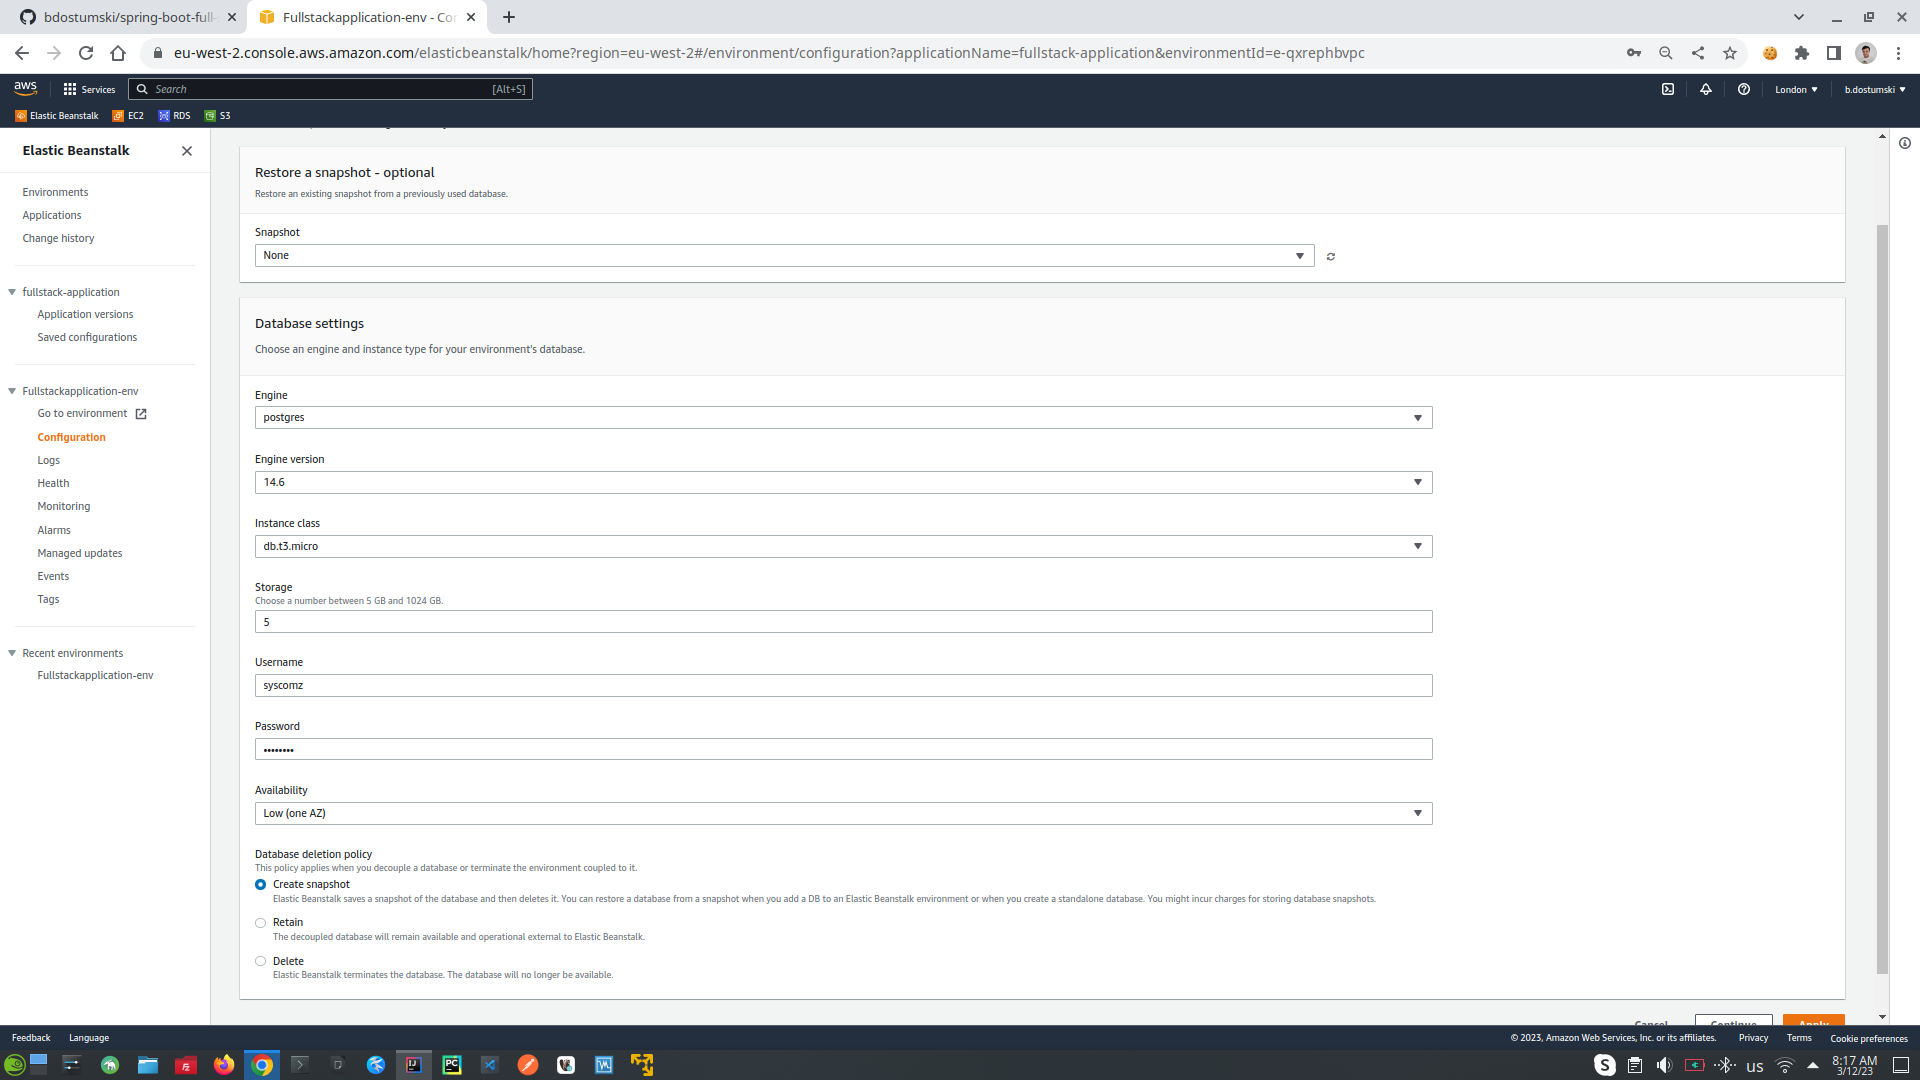 bdostumski/spring-boot-full-
Fullstackapplication-env - Con
eu-west-2.console.aws.amazon.com/elasticbeanstalk/home?region=eu-west-2#/environment/configuration?applicationName=fullstack-application&environmentId=e-qxrephbvpc
aws
Services
Search
[Alt+S]
London
b.dostumski
Elastic Beanstalk
EC2
RDS
S3
Elastic Beanstalk
Environments
Applications
Change history
fullstack-application
Application versions
Saved configurations
Fullstackapplication-env
Go to environment
Configuration
Logs
Health
Monitoring
Alarms
Managed updates
Events
Tags
Recent environments
Fullstackapplication-env
Restore a snapshot - optional
Restore an existing snapshot from a previously used database.
Snapshot
None
Database settings
Choose an engine and instance type for your environment's database.
Engine
postgres
Engine version
14.6
Instance class
db.t3.micro
Storage
Choose a number between 5 GB and 1024 GB.
5
Username
syscomz
Password
••••••••
Availability
Low (one AZ)
Database deletion policy
This policy applies when you decouple a database or terminate the environment coupled to it.
Create snapshot
Elastic Beanstalk saves a snapshot of the database and then deletes it. You can restore a database from a snapshot when you add a DB to an Elastic Beanstalk environment or when you create a standalone database. You might incur charges for storing database snapshots.
Retain
The decoupled database will remain available and operational external to Elastic Beanstalk.
Delete
Elastic Beanstalk terminates the database. The database will no longer be available.
Cancel
Continue
Apply
Feedback
Language
© 2023, Amazon Web Services, Inc. or its affiliates.
Privacy
Terms
Cookie preferences
us
8:17 AM
3/12/23